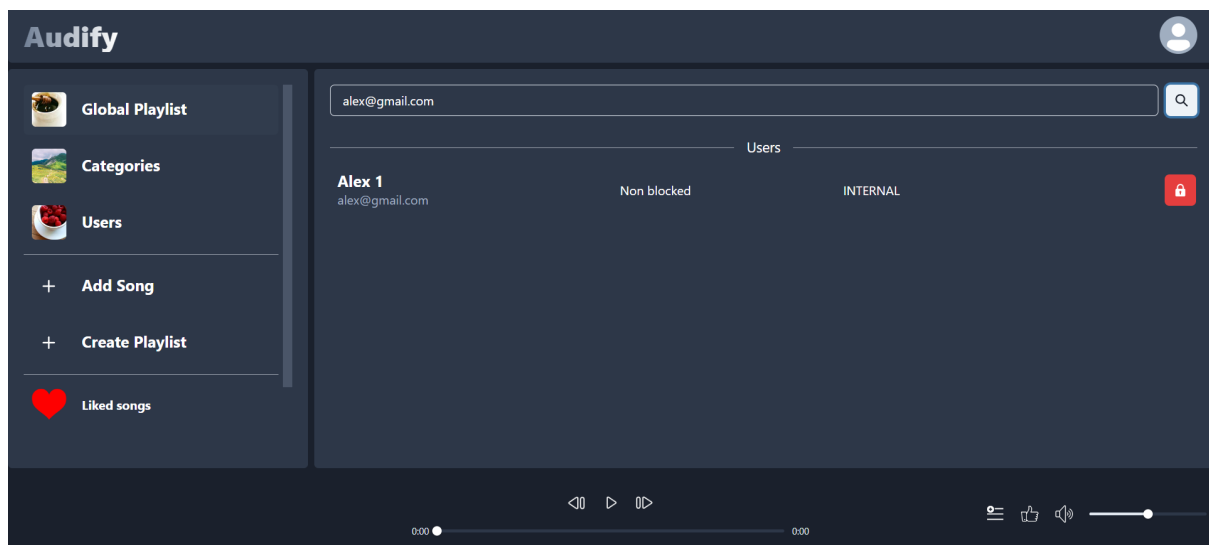 Audify
Global Playlist
Categories
Users
Add Song
Create Playlist
Liked songs
alex@gmail.com
Users
Alex 1
alex@gmail.com
Non blocked
INTERNAL
0:00
0:00